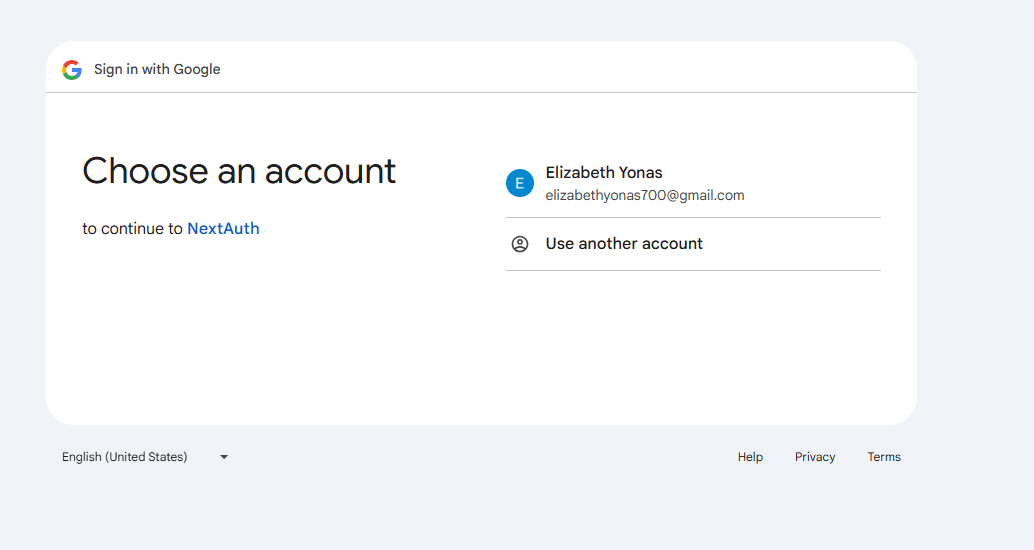 Sign in with Google
Choose an account
to continue to NextAuth
E
Elizabeth Yonas
elizabethyonas700@gmail.com
Use another account
English (United States)
Help
Privacy
Terms